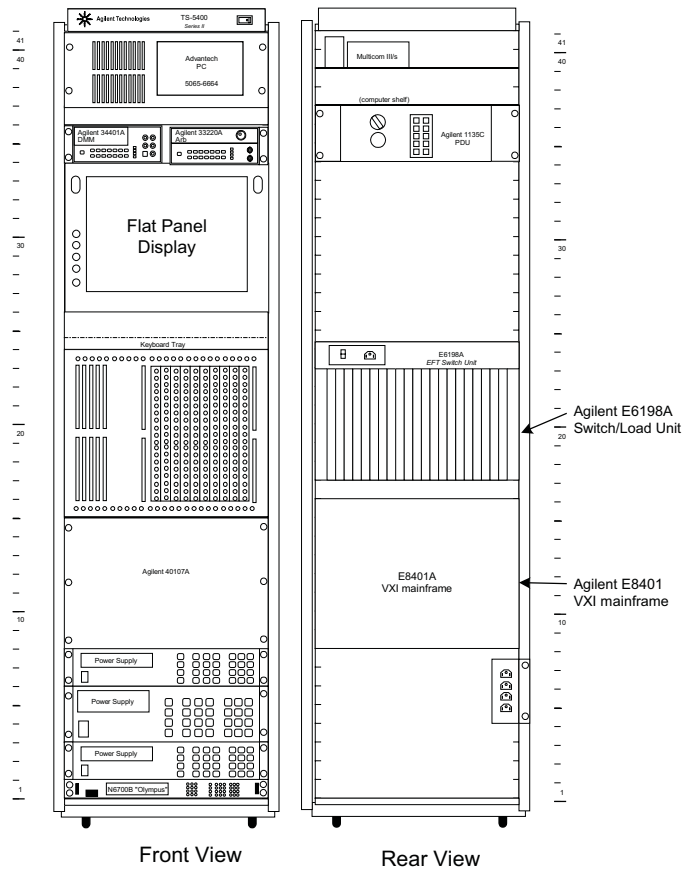 Agilent Technologies
TS-5400
Series II
41
40
Advantech
PC
5065-6664
Agilent 34401A
DMM
Agilent 33220A
Arb
Flat Panel
Display
30
Keyboard Tray
20
Agilent 40107A
10
Power Supply
Power Supply
Power Supply
N6700B "Olympus"
1
Front View
Multicom III/s
41
40
(computer shelf)
Agilent 1135C
PDU
30
E6198A
EFT Switch Unit
Agilent E6198A
Switch/Load Unit
20
E8401A
VXI mainframe
Agilent E8401
VXI mainframe
10
1
Rear View